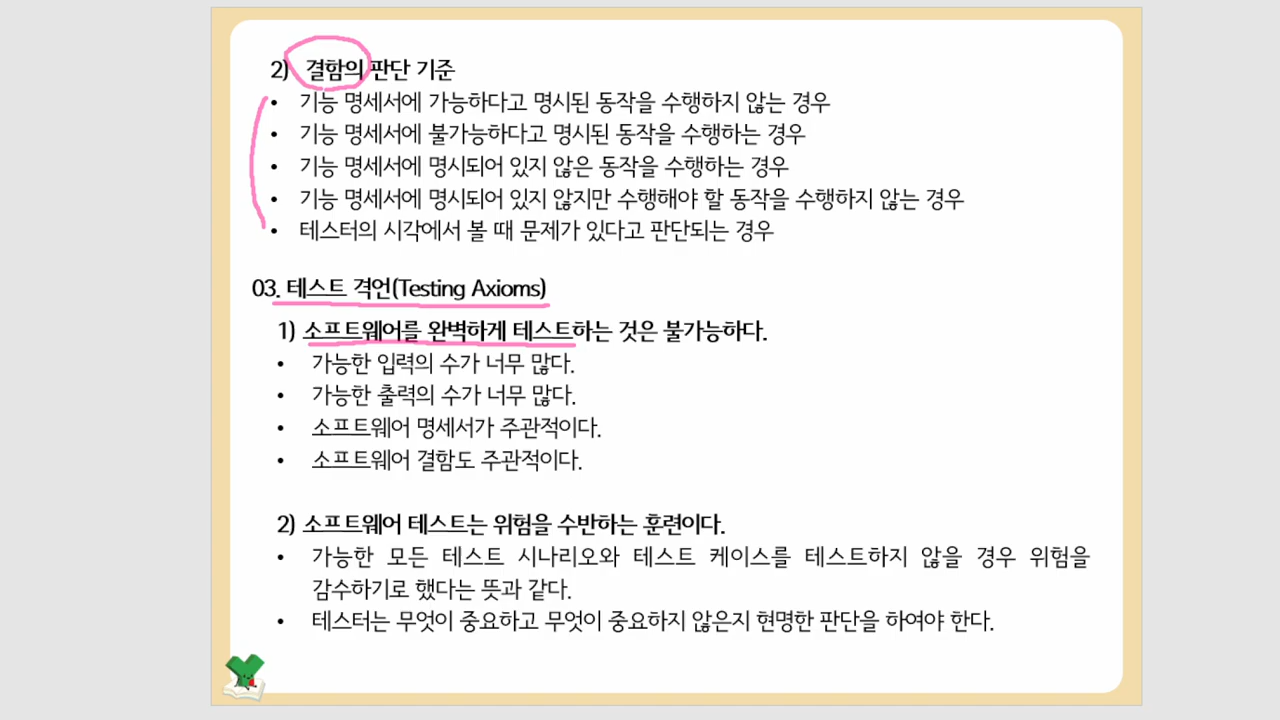 2) 결함의 판단 기준
• 기능 명세서에 가능하다고 명시된 동작을 수행하지 않는 경우
• 기능 명세서에 불가능하다고 명시된 동작을 수행하는 경우
• 기능 명세서에 명시되어 있지 않은 동작을 수행하는 경우
• 기능 명세서에 명시되어 있지 않지만 수행해야 할 동작을 수행하지 않는 경우
• 테스터의 시각에서 볼 때 문제가 있다고 판단되는 경우
03. 테스트 격언(Testing Axioms)
1) 소프트웨어를 완벽하게 테스트하는 것은 불가능하다.
• 가능한 입력의 수가 너무 많다.
• 가능한 출력의 수가 너무 많다.
• 소프트웨어 명세서가 주관적이다.
• 소프트웨어 결함도 주관적이다.
2) 소프트웨어 테스트는 위험을 수반하는 훈련이다.
• 가능한 모든 테스트 시나리오와 테스트 케이스를 테스트하지 않을 경우 위험을
감수하기로 했다는 뜻과 같다.
• 테스터는 무엇이 중요하고 무엇이 중요하지 않은지 현명한 판단을 하여야 한다.